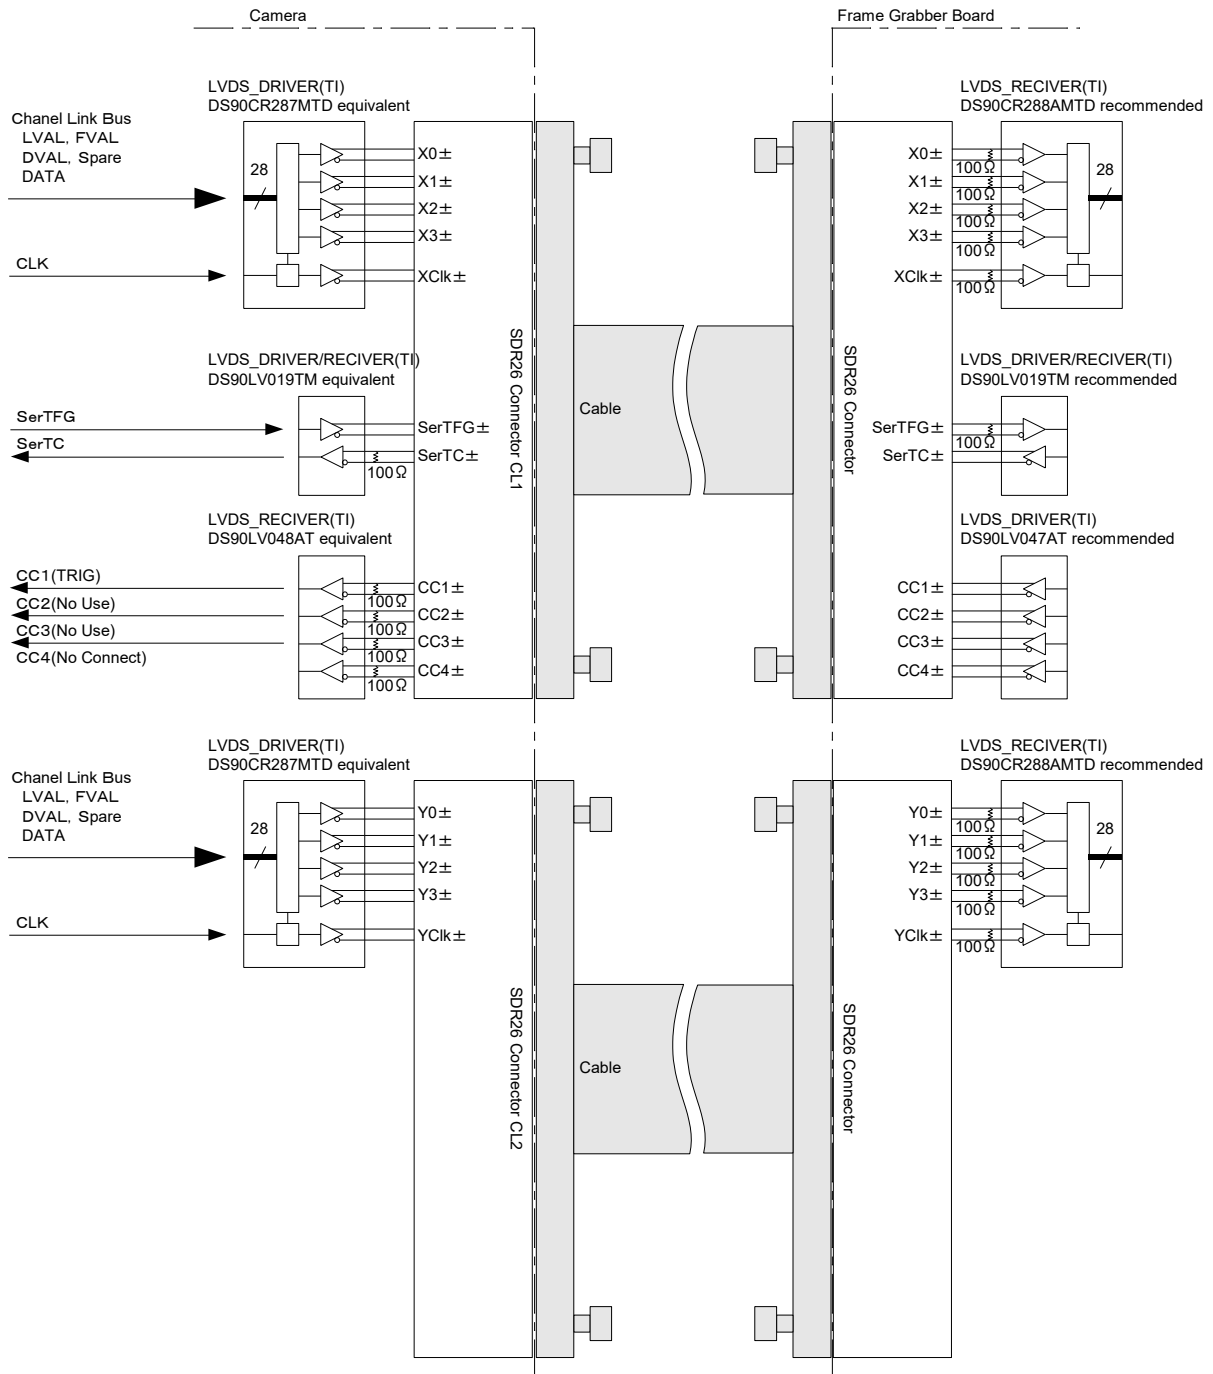 Camera
Frame Grabber Board
LVDS_DRIVER(TI)
DS90CR287MTD equivalent
Chanel Link Bus
LVAL, FVAL
DVAL, Spare
DATA
28
CLK
X0±
X1±
X2±
X3±
XClk±
LVDS_DRIVER/RECIVER(TI)
DS90LV019TM equivalent
SerTFG
SerTC
SerTFG±
SerTC±
100Ω
LVDS_RECIVER(TI)
DS90LV048AT equivalent
CC1(TRIG)
CC2(No Use)
CC3(No Use)
CC4(No Connect)
CC1±
100Ω
CC2±
100Ω
CC3±
100Ω
CC4±
100Ω
SDR26 Connector CL1
Cable
SDR26 Connector
LVDS_RECIVER(TI)
DS90CR288AMTD recommended
X0±
100Ω
X1±
100Ω
X2±
100Ω
X3±
100Ω
XClk±
100Ω
28
LVDS_DRIVER/RECIVER(TI)
DS90LV019TM recommended
SerTFG±
100Ω
SerTC±
LVDS_DRIVER(TI)
DS90LV047AT recommended
CC1±
CC2±
CC3±
CC4±
LVDS_DRIVER(TI)
DS90CR287MTD equivalent
Chanel Link Bus
LVAL, FVAL
DVAL, Spare
DATA
28
CLK
Y0±
Y1±
Y2±
Y3±
YClk±
SDR26 Connector CL2
Cable
SDR26 Connector
LVDS_RECIVER(TI)
DS90CR288AMTD recommended
Y0±
100Ω
Y1±
100Ω
Y2±
100Ω
Y3±
100Ω
YClk±
100Ω
28